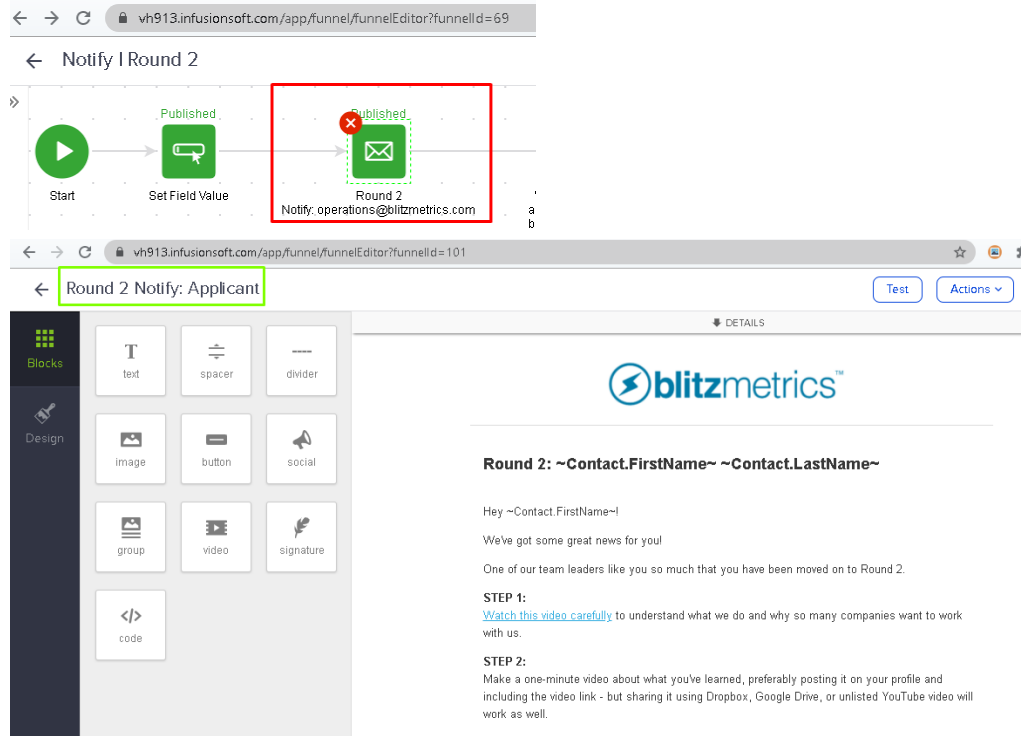 vh913.infusionsoft.com/app/funnel/funnelEditor?funnelId=69
Notify | Round 2
Published
Published
Start
Set Field Value
Round 2
Notify: operations@blitzmetrics.com
a
b
vh913.infusionsoft.com/app/funnel/funnelEditor?funnelId=101
Round 2 Notify: Applicant
Test
Actions
Blocks
Design
T
text
spacer
divider
image
button
social
group
video
signature
</>
code
DETAILS
blitzmetrics™
Round 2: ~Contact.FirstName~ ~Contact.LastName~
Hey ~Contact.FirstName~!
We've got some great news for you!
One of our team leaders like you so much that you have been moved on to Round 2.
STEP 1:
Watch this video carefully to understand what we do and why so many companies want to work
with us.
STEP 2:
Make a one-minute video about what you've learned, preferably posting it on your profile and
including the video link - but sharing it using Dropbox, Google Drive, or unlisted YouTube video will
work as well.